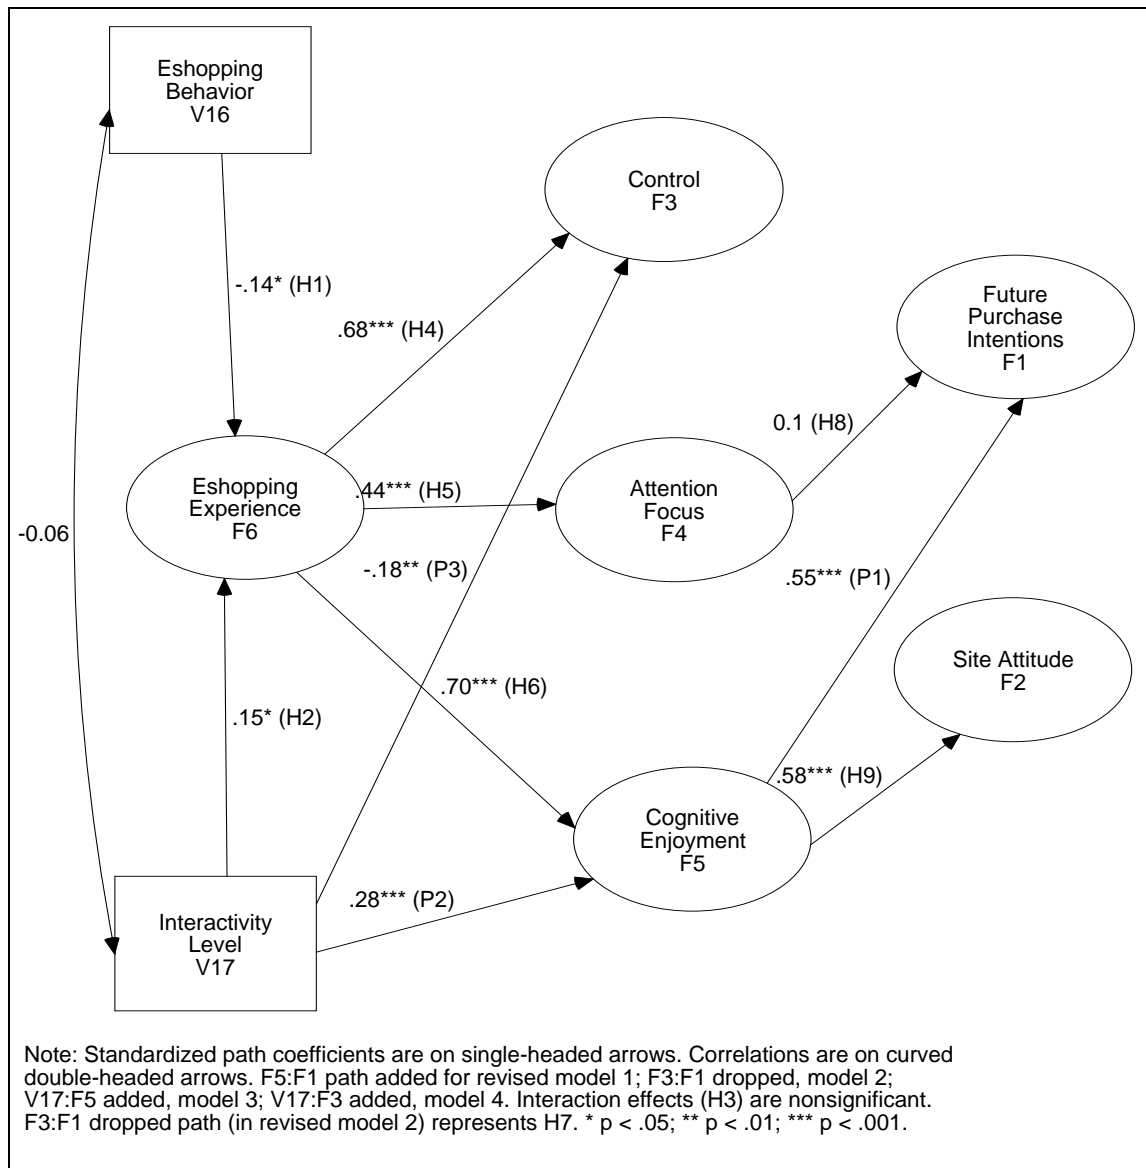 Eshopping
Behavior
V16
Control
F3
-.14* (H1)
.68*** (H4)
Future
Purchase
Intentions
F1
0.1 (H8)
Eshopping
Experience
F6
.44*** (H5)
Attention
Focus
F4
-0.06
-.18** (P3)
.55*** (P1)
Site Attitude
F2
.70*** (H6)
.15* (H2)
.58*** (H9)
Cognitive
Enjoyment
F5
.28*** (P2)
Interactivity
Level
V17
Note: Standardized path coefficients are on single-headed arrows. Correlations are on curved
double-headed arrows. F5:F1 path added for revised model 1; F3:F1 dropped, model 2;
V17:F5 added, model 3; V17:F3 added, model 4. Interaction effects (H3) are nonsignificant.
F3:F1 dropped path (in revised model 2) represents H7. * p < .05; ** p < .01; *** p < .001.